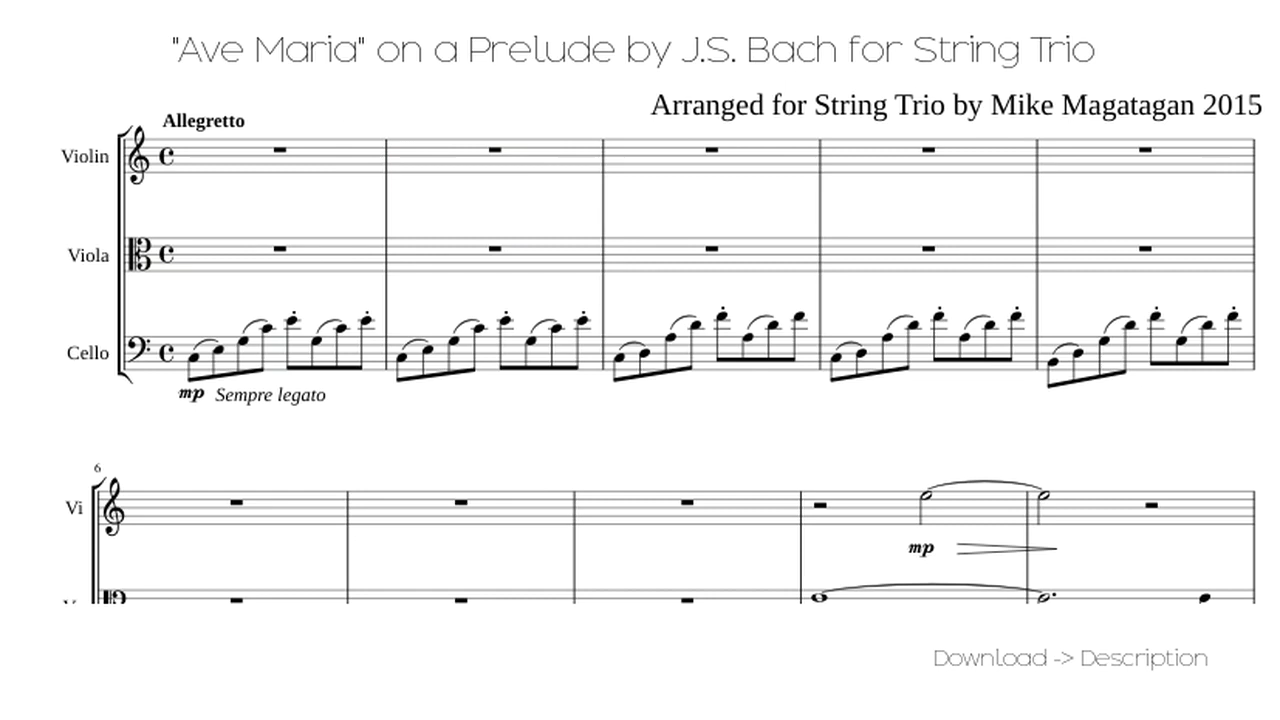 "Ave Maria" on a Prelude by J.S. Bach for String Trio
Arranged for String Trio by Mike Magatagan 2015
Allegretto
Violin
Viola
Cello
mp Sempre legato
6
Vi
mp
Download -> Description